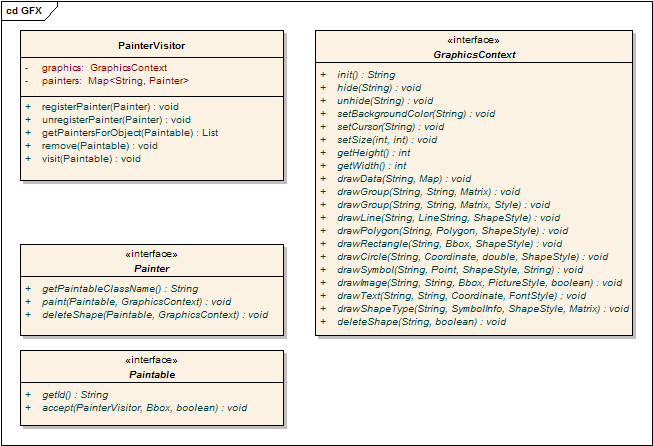 cd GFX
PainterVisitor
- graphics: GraphicsContext
- painters: Map<String, Painter>
+ registerPainter(Painter) : void
+ unregisterPainter(Painter) : void
+ getPaintersForObject(Paintable) : List
+ remove(Paintable) : void
+ visit(Paintable) : void
«interface»
Painter
+ getPaintableClassName() : String
+ paint(Paintable, GraphicsContext) : void
+ deleteShape(Paintable, GraphicsContext) : void
«interface»
Paintable
+ getId() : String
+ accept(PainterVisitor, Bbox, boolean) : void
«interface»
GraphicsContext
+ init() : String
+ hide(String) : void
+ unhide(String) : void
+ setBackgroundColor(String) : void
+ setCursor(String) : void
+ setSize(int, int) : void
+ getHeight() : int
+ getWidth() : int
+ drawData(String, Map) : void
+ drawGroup(String, String, Matrix) : void
+ drawGroup(String, String, Matrix, Style) : void
+ drawLine(String, LineString, ShapeStyle) : void
+ drawPolygon(String, Polygon, ShapeStyle) : void
+ drawRectangle(String, Bbox, ShapeStyle) : void
+ drawCircle(String, Coordinate, double, ShapeStyle) : void
+ drawSymbol(String, Point, ShapeStyle, String) : void
+ drawImage(String, String, Bbox, PictureStyle, boolean) : void
+ drawText(String, String, Coordinate, FontStyle) : void
+ drawShapeType(String, SymbolInfo, ShapeStyle, Matrix) : void
+ deleteShape(String, boolean) : void